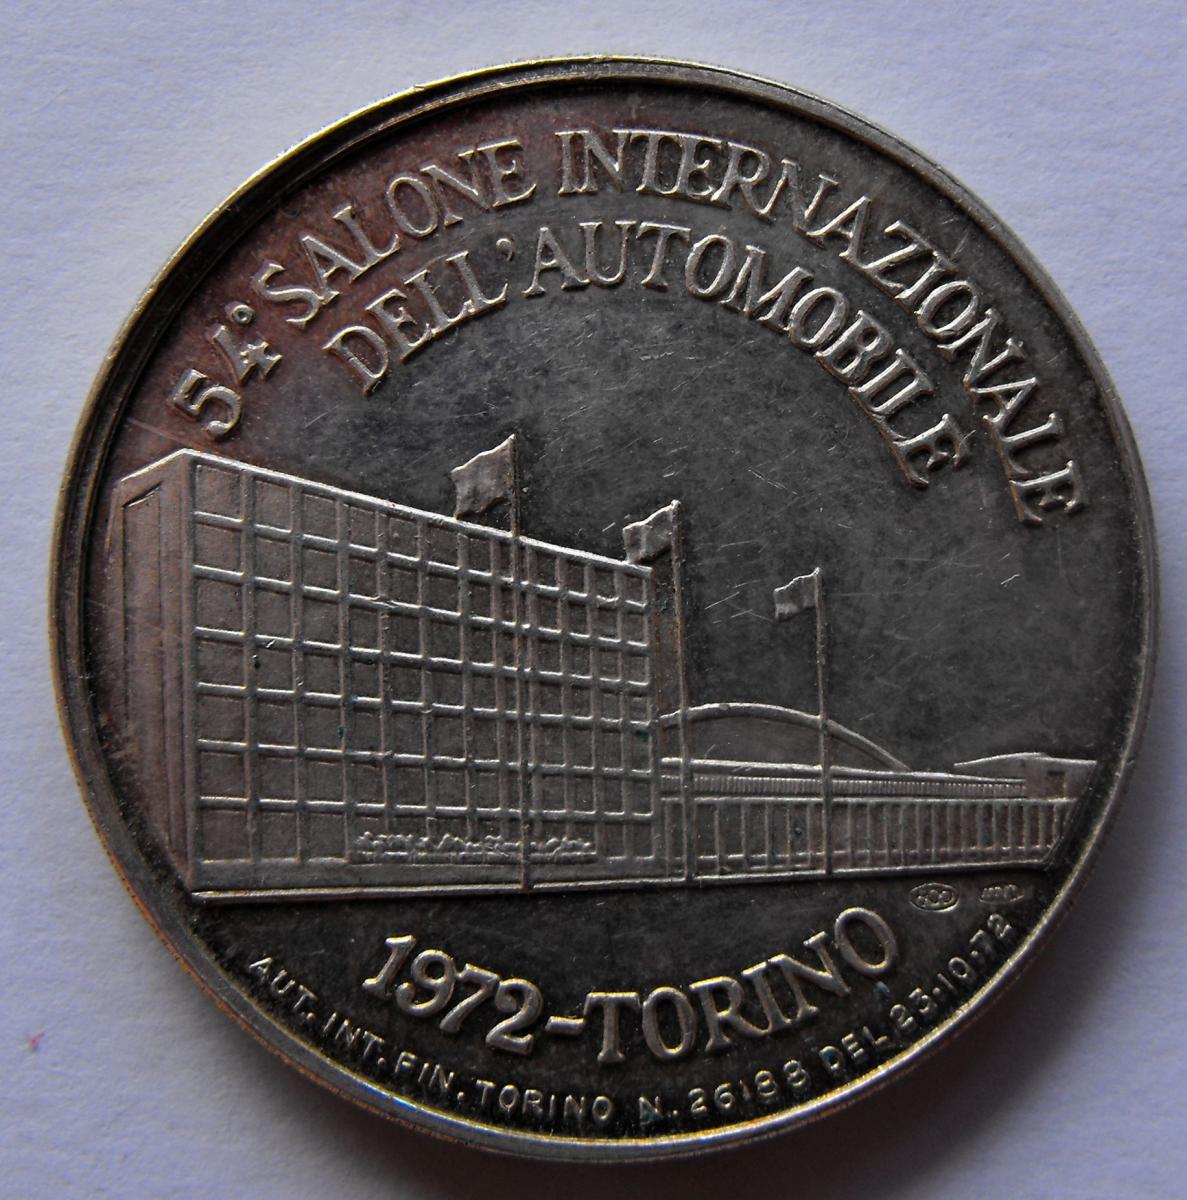 54° SALONE INTERNAZIONALE
DELL'AUTOMOBILE
1972-TORINO
AUT. INT. FIN. TORINO N. 26188 DEL 23.10.72